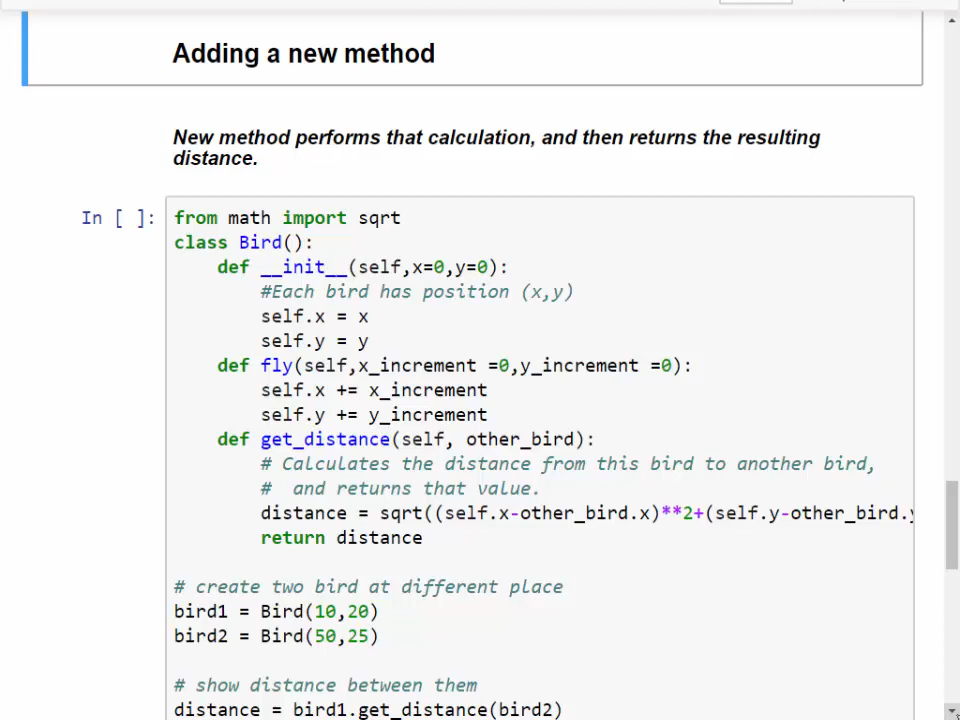 Adding a new method
New method performs that calculation, and then returns the resulting
distance.
In [ ]:
from math import sqrt
class Bird():
    def __init__(self,x=0,y=0):
        #Each bird has position (x,y)
        self.x = x
        self.y = y
    def fly(self,x_increment =0,y_increment =0):
        self.x += x_increment
        self.y += y_increment
    def get_distance(self, other_bird):
        # Calculates the distance from this bird to another bird,
        #  and returns that value.
        distance = sqrt((self.x-other_bird.x)**2+(self.y-other_bird.y
        return distance
# create two bird at different place
bird1 = Bird(10,20)
bird2 = Bird(50,25)
# show distance between them
distance = bird1.get_distance(bird2)